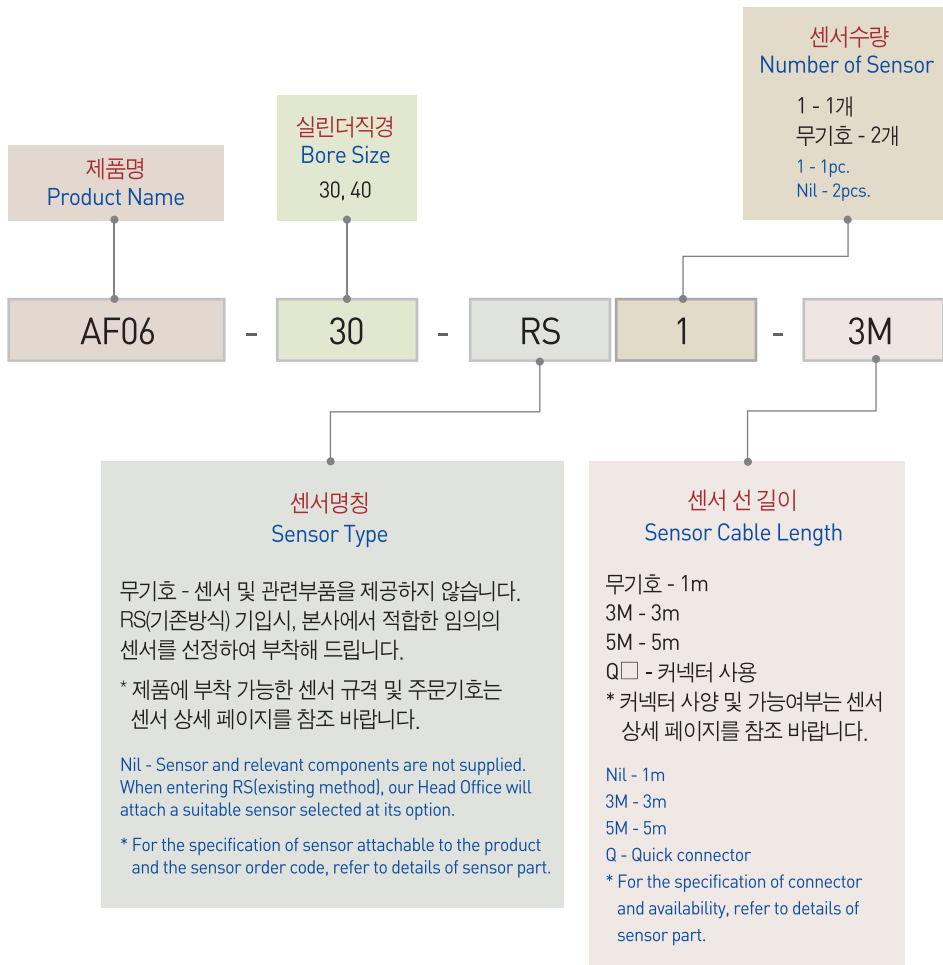 센서수량
Number of Sensor
1 - 1개
무기호 - 2개
1 - 1pc.
Nil - 2pcs.
실린더직경
Bore Size
30, 40
제품명
Product Name
AF06 - 30 - RS 1 - 3M
센서명칭
Sensor Type
무기호 - 센서 및 관련부품을 제공하지 않습니다.
RS(기존방식) 기입시, 본사에서 적합한 임의의
센서를 선정하여 부착해 드립니다.
* 제품에 부착 가능한 센서 규격 및 주문기호는
센서 상세 페이지를 참조 바랍니다.
Nil - Sensor and relevant components are not supplied.
When entering RS(existing method), our Head Office will
attach a suitable sensor selected at its option.
* For the specification of sensor attachable to the product
and the sensor order code, refer to details of sensor part.
센서 선 길이
Sensor Cable Length
무기호 - 1m
3M - 3m
5M - 5m
Q□ - 커넥터 사용
* 커넥터 사양 및 가능여부는 센서
상세 페이지를 참조 바랍니다.
Nil - 1m
3M - 3m
5M - 5m
Q - Quick connector
* For the specification of connector
and availability, refer to details of
sensor part.